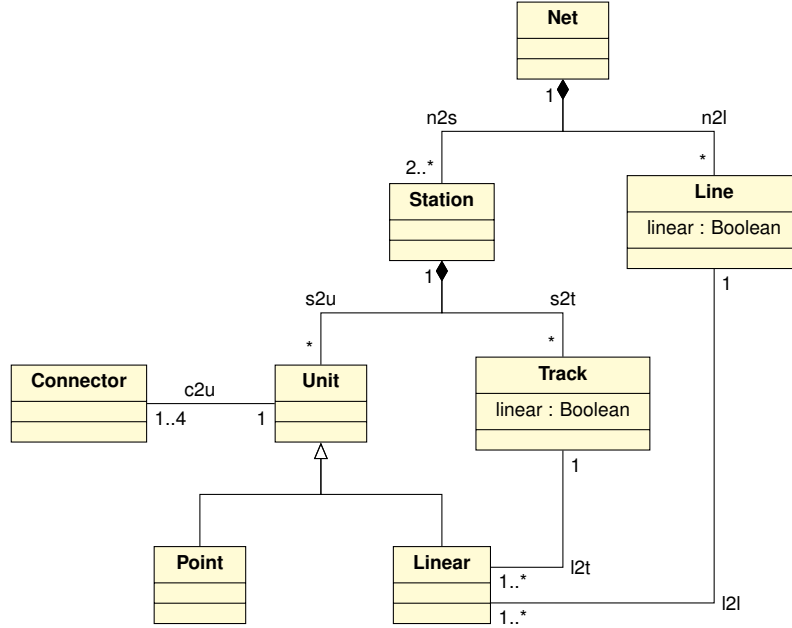 Net
1
n2s
n2l
2..*
*
Station
Line
linear : Boolean
1
1
s2u
s2t
*
*
Connector
c2u
Unit
Track
1..4
1
linear : Boolean
1
Point
Linear
1..*
l2t
1..*
l2l